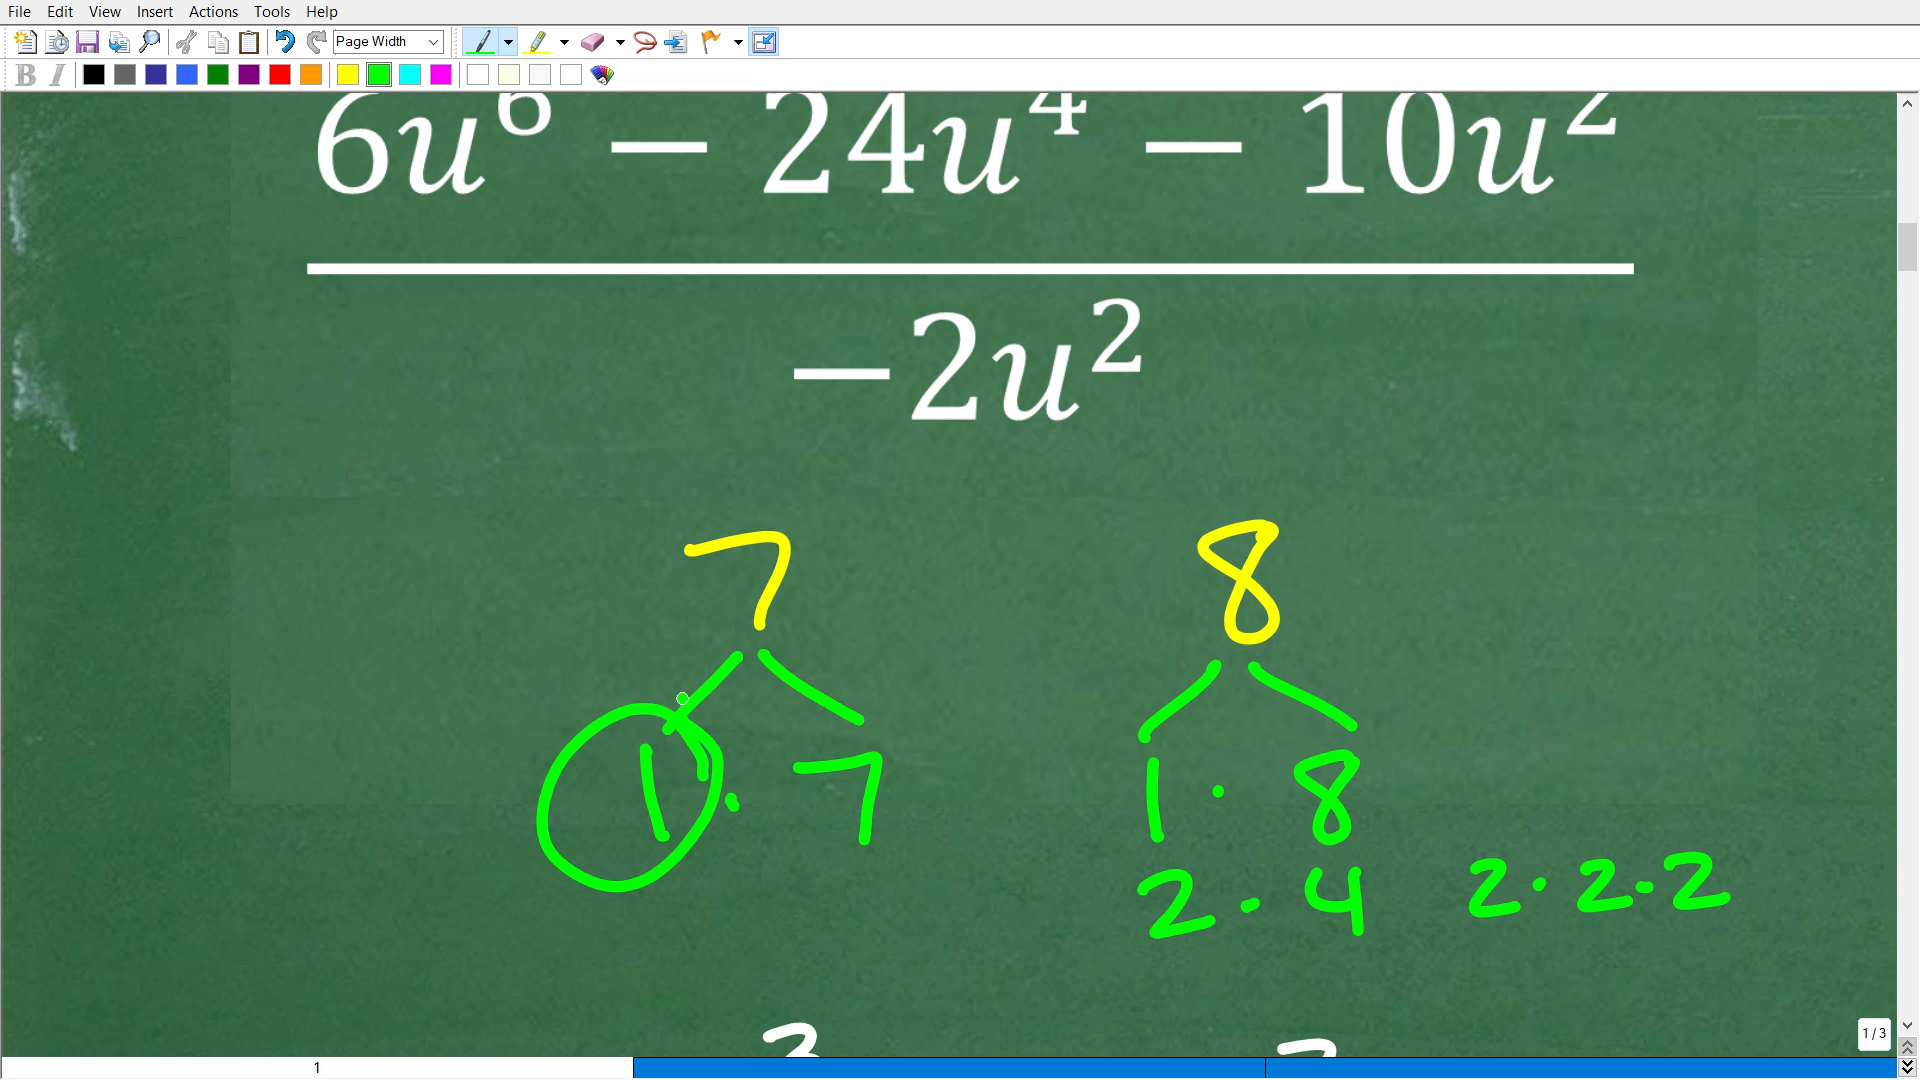 File Edit View Insert Actions Tools Help
Page Width
B I
6u⁶ − 24u⁴ − 10u²
−2u²
7 8
1 · 7 1 · 8
2 · 4 2 · 2 · 2
1 / 3
1